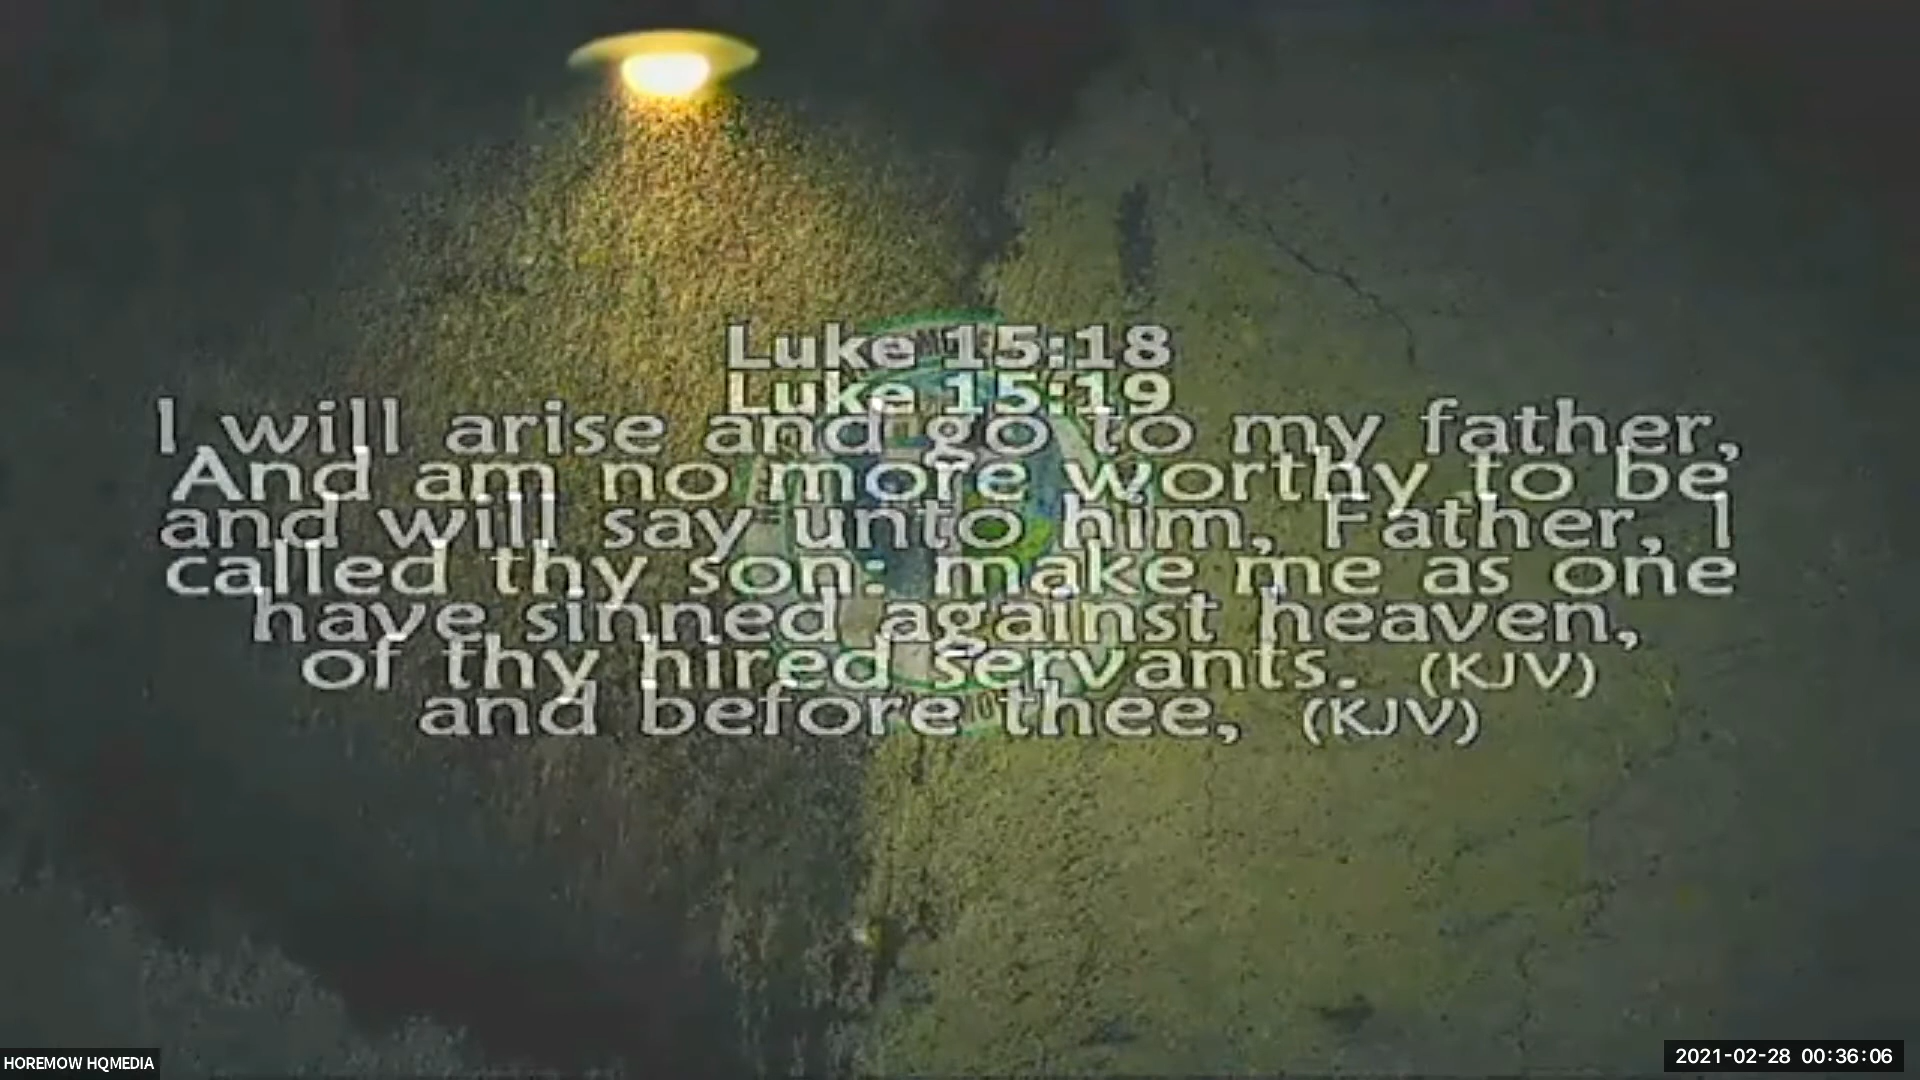 Luke 15:18
Luke 15:19
I will arise and go to my father,
And am no more worthy to be
and will say unto him, Father, I
called thy son: make me as one
have sinned against heaven,
of thy hired servants. (KJV)
and before thee, (KJV)
HOREMOW HQMEDIA
2021-02-28 00:36:06